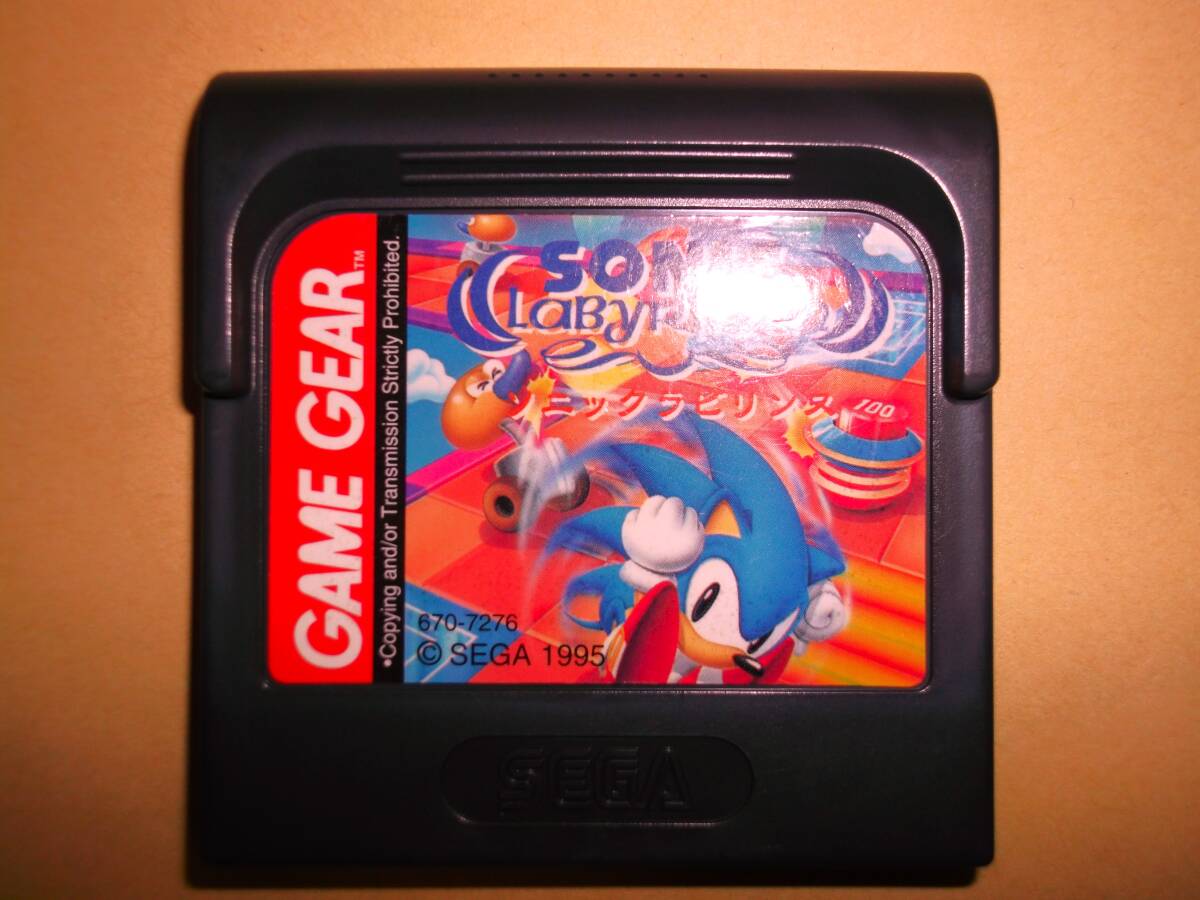 GAME GEAR™
•Copying and/or Transmission Strictly Prohibited.
ソニックラビリンス
100
670-7276
© SEGA 1995
SEGA